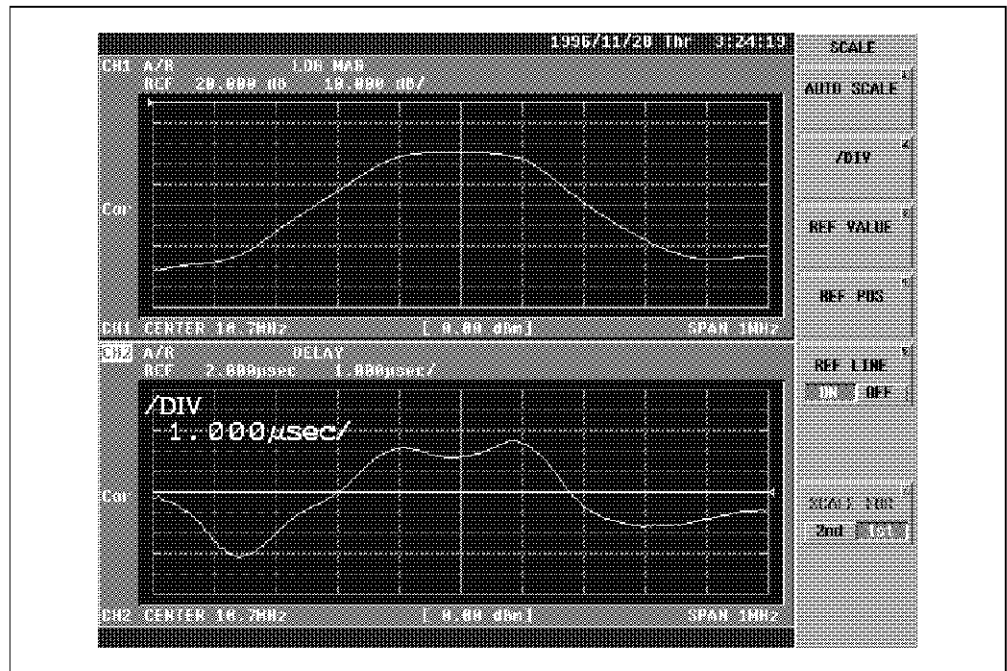 1996/11/20 Thr 3:24:19
CH1 A/R LOG MAG
REF 20.000 dB 10.000 dB/
Cor
CH1 CENTER 10.7MHz [ 0.00 dBm] SPAN 1MHz
CH2 A/R DELAY
REF 2.000µsec 1.000µsec/
/DIV
1.000µsec/
Cor
CH2 CENTER 10.7MHz [ 0.00 dBm] SPAN 1MHz
SCALE
AUTO SCALE
/DIV
REF VALUE
REF POS
REF LINE
ON OFF
SCALE FOR
2nd 1st